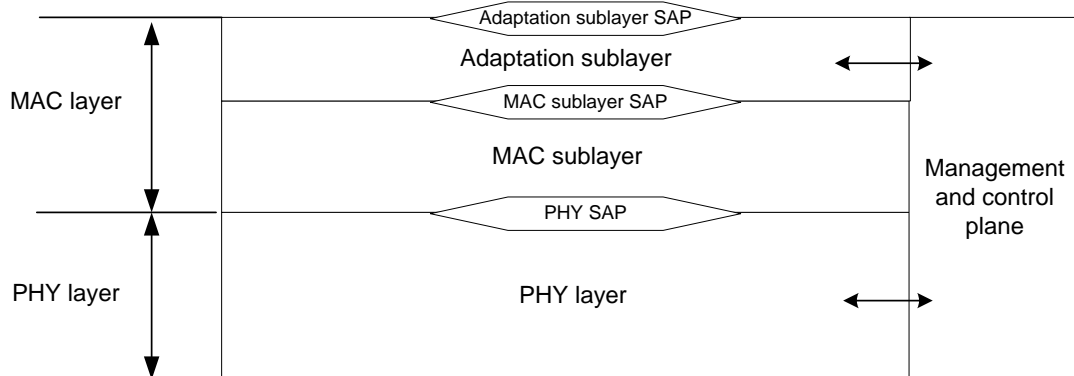 Adaptation sublayer SAP
Adaptation sublayer
MAC layer
MAC sublayer SAP
MAC sublayer
Management
and control
plane
PHY SAP
PHY layer
PHY layer